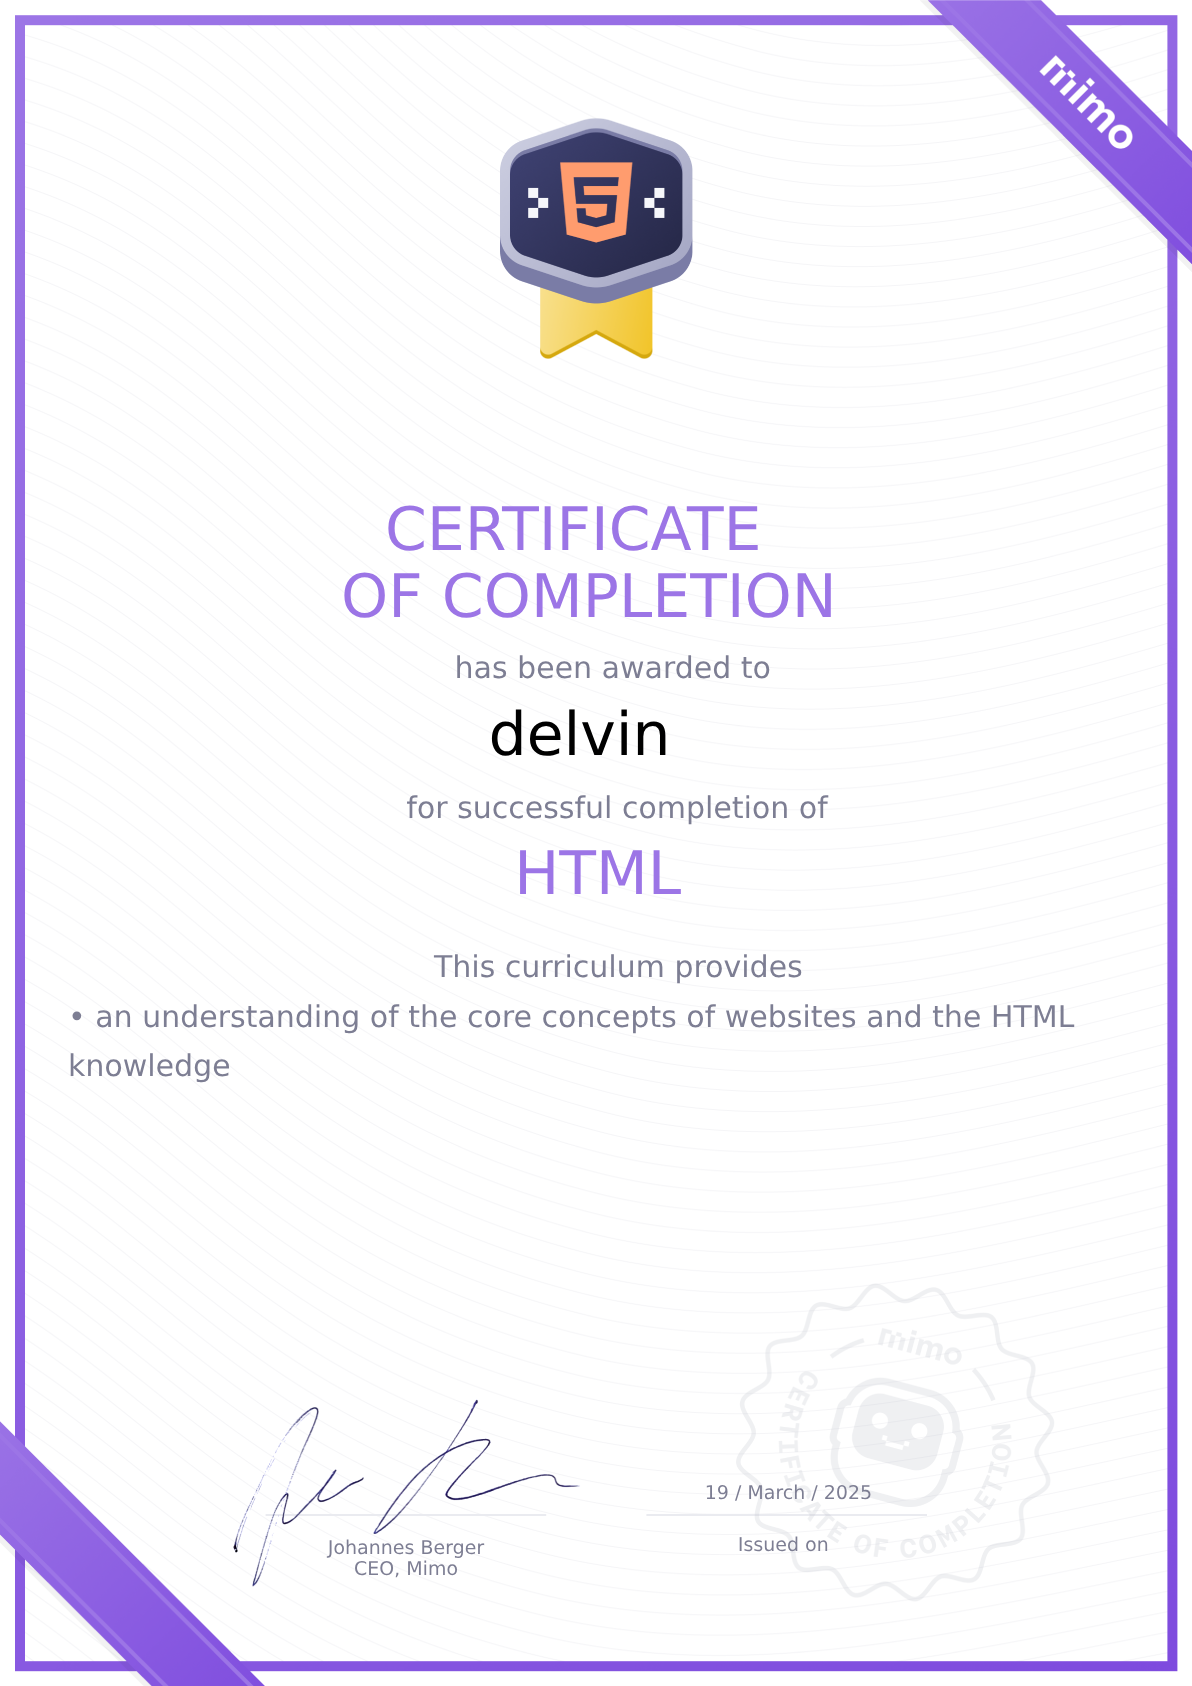 mimo
CERTIFICATE
OF COMPLETION
has been awarded to
delvin
for successful completion of
HTML
This curriculum provides
• an understanding of the core concepts of websites and the HTML
knowledge
mimo
CERTIFICATE OF COMPLETION
19 / March / 2025
Issued on
Johannes Berger
CEO, Mimo